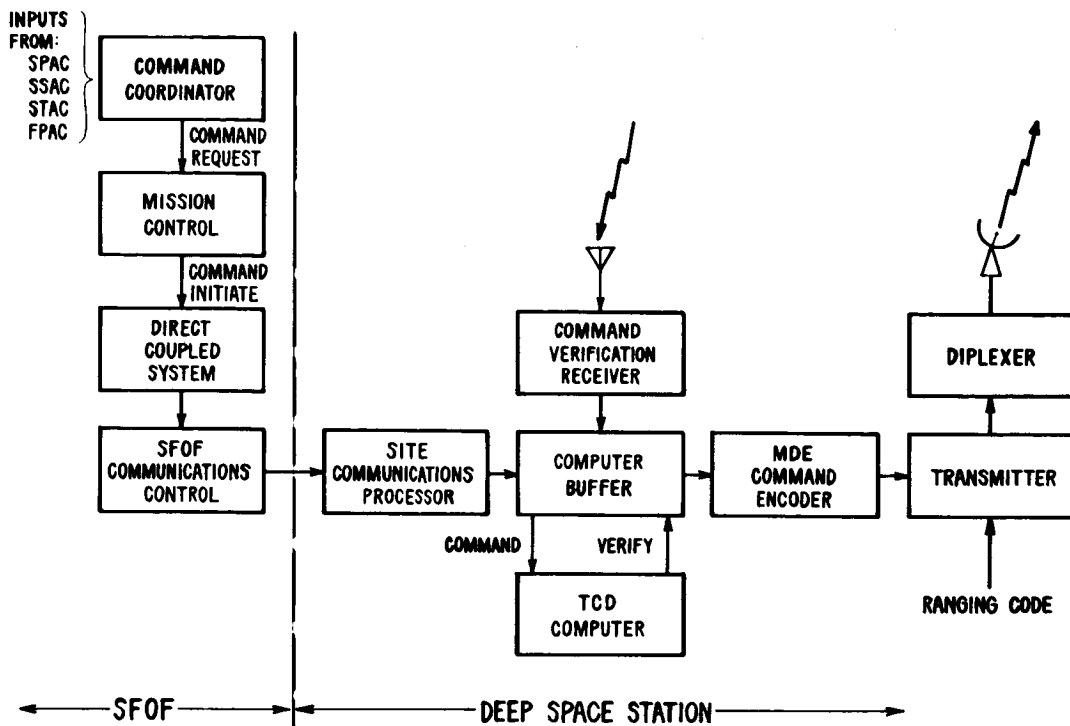 INPUTS
FROM:
SPAC
SSAC
STAC
FPAC
COMMAND
COORDINATOR
COMMAND
REQUEST
MISSION
CONTROL
COMMAND
INITIATE
DIRECT
COUPLED
SYSTEM
SFOF
COMMUNICATIONS
CONTROL
SITE
COMMUNICATIONS
PROCESSOR
COMMAND
VERIFICATION
RECEIVER
COMPUTER
BUFFER
COMMAND
VERIFY
TCD
COMPUTER
MDE
COMMAND
ENCODER
DIPLEXER
TRANSMITTER
RANGING CODE
SFOF
DEEP SPACE STATION